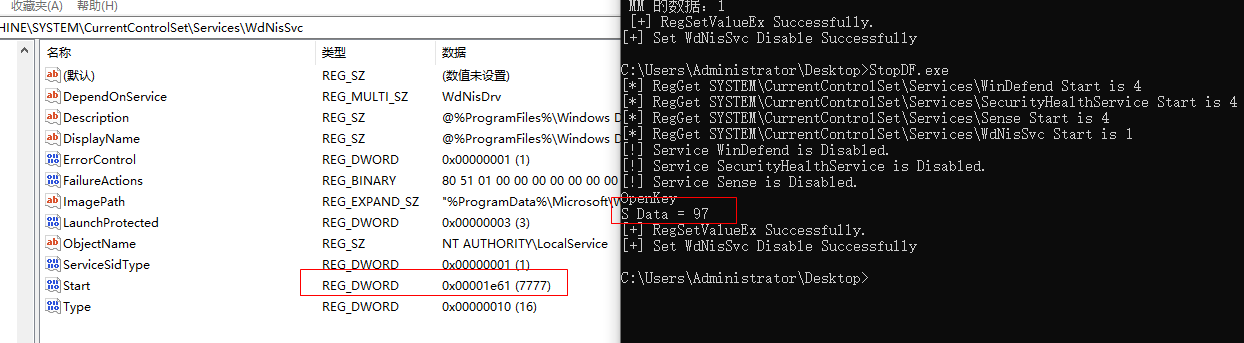 收藏夹(A) 帮助(H)
HINE\SYSTEM\CurrentControlSet\Services\WdNisSvc
名称 类型 数据
(默认) REG_SZ (数值未设置)
DependOnService REG_MULTI_SZ WdNisDrv
Description REG_SZ @%ProgramFiles%\Windows D
DisplayName REG_SZ @%ProgramFiles%\Windows D
ErrorControl REG_DWORD 0x00000001 (1)
FailureActions REG_BINARY 80 51 01 00 00 00 00 00 00 00
ImagePath REG_EXPAND_SZ "%ProgramData%\Microsoft\W
LaunchProtected REG_DWORD 0x00000003 (3)
ObjectName REG_SZ NT AUTHORITY\LocalService
ServiceSidType REG_DWORD 0x00000001 (1)
Start REG_DWORD 0x00001e61 (7777)
Type REG_DWORD 0x00000010 (16)
MM 的数据: 1
[+] RegSetValueEx Successfully.
[+] Set WdNisSvc Disable Successfully
C:\Users\Administrator\Desktop>StopDF.exe
[*] RegGet SYSTEM\CurrentControlSet\Services\WinDefend Start is 4
[*] RegGet SYSTEM\CurrentControlSet\Services\SecurityHealthService Start is 4
[*] RegGet SYSTEM\CurrentControlSet\Services\Sense Start is 4
[*] RegGet SYSTEM\CurrentControlSet\Services\WdNisSvc Start is 1
[!] Service WinDefend is Disabled.
[!] Service SecurityHealthService is Disabled.
[!] Service Sense is Disabled.
OpenKey
S Data = 97
[+] RegSetValueEx Successfully.
[+] Set WdNisSvc Disable Successfully
C:\Users\Administrator\Desktop>